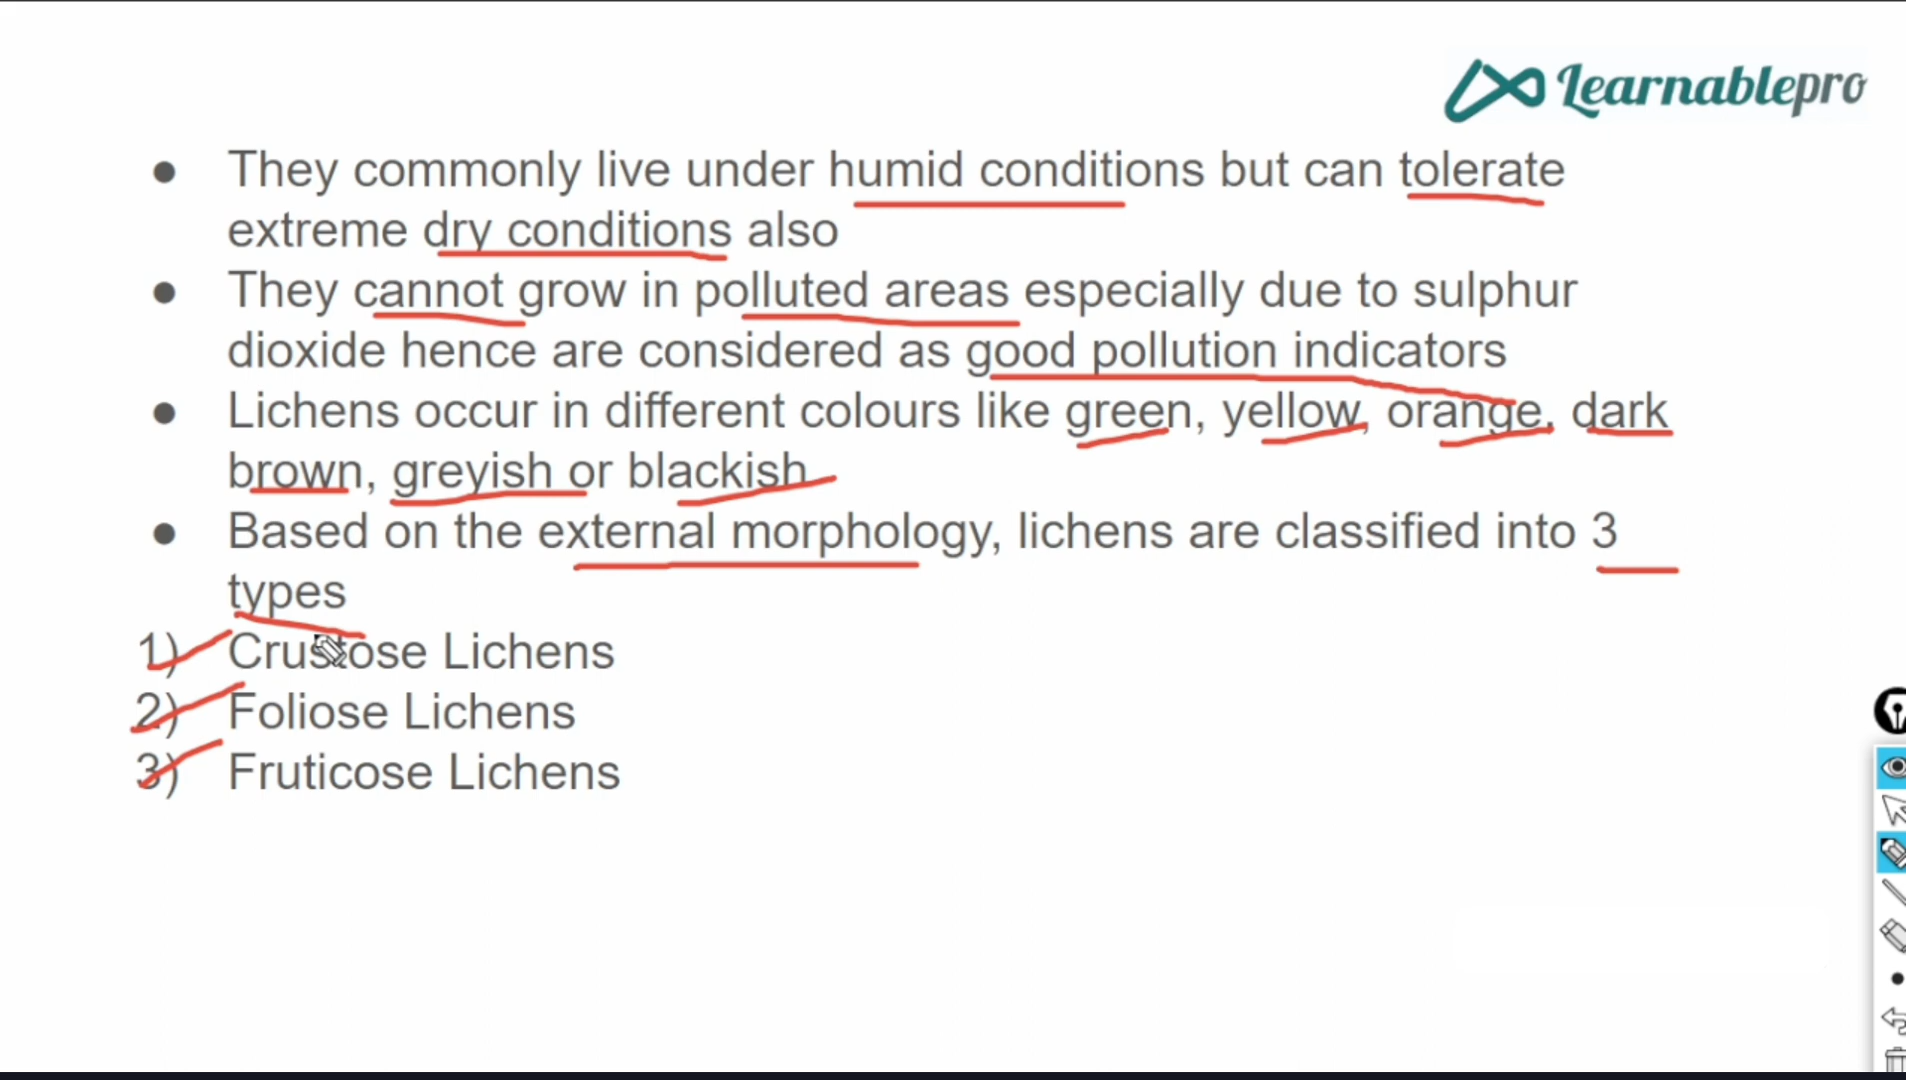 Learnablepro
● They commonly live under humid conditions but can tolerate
extreme dry conditions also
● They cannot grow in polluted areas especially due to sulphur
dioxide hence are considered as good pollution indicators
● Lichens occur in different colours like green, yellow, orange, dark
brown, greyish or blackish
● Based on the external morphology, lichens are classified into 3
types
1) Crustose Lichens
2) Foliose Lichens
3) Fruticose Lichens